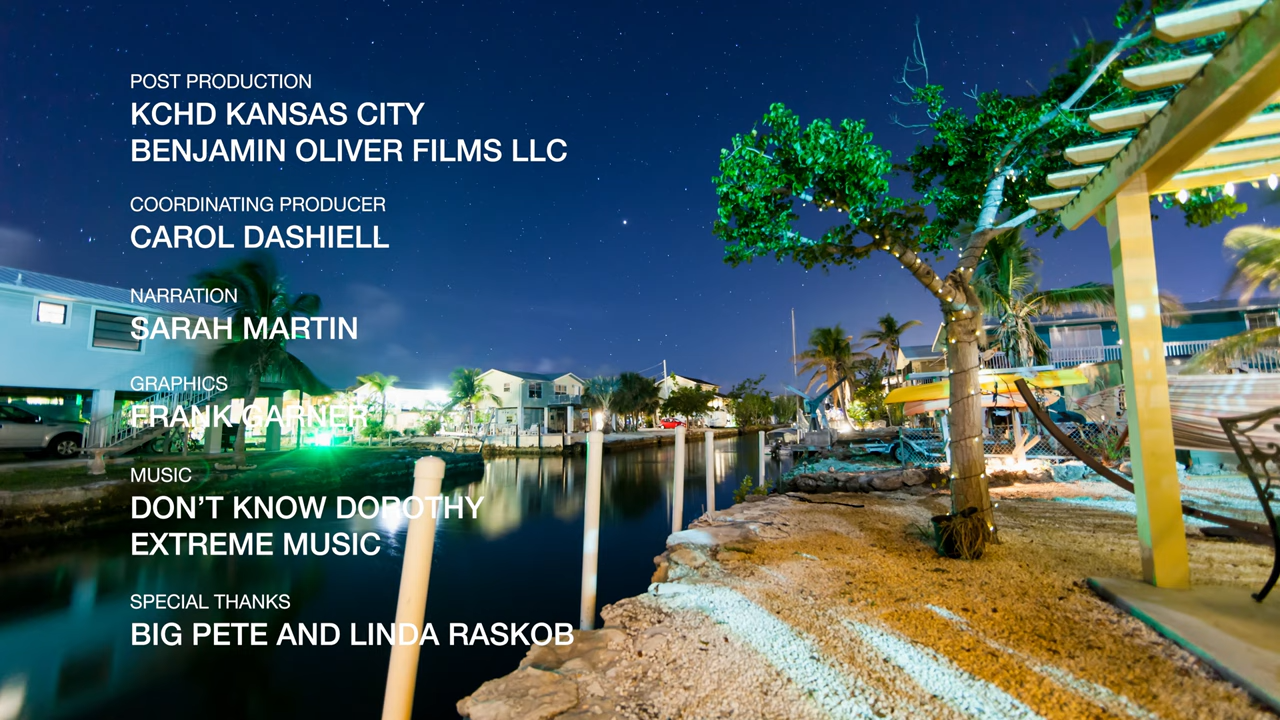 POST PRODUCTION
KCHD KANSAS CITY
BENJAMIN OLIVER FILMS LLC
COORDINATING PRODUCER
CAROL DASHIELL
NARRATION
SARAH MARTIN
GRAPHICS
FRANK GARNER
MUSIC
DON’T KNOW DOROTHY
EXTREME MUSIC
SPECIAL THANKS
BIG PETE AND LINDA RASKOB